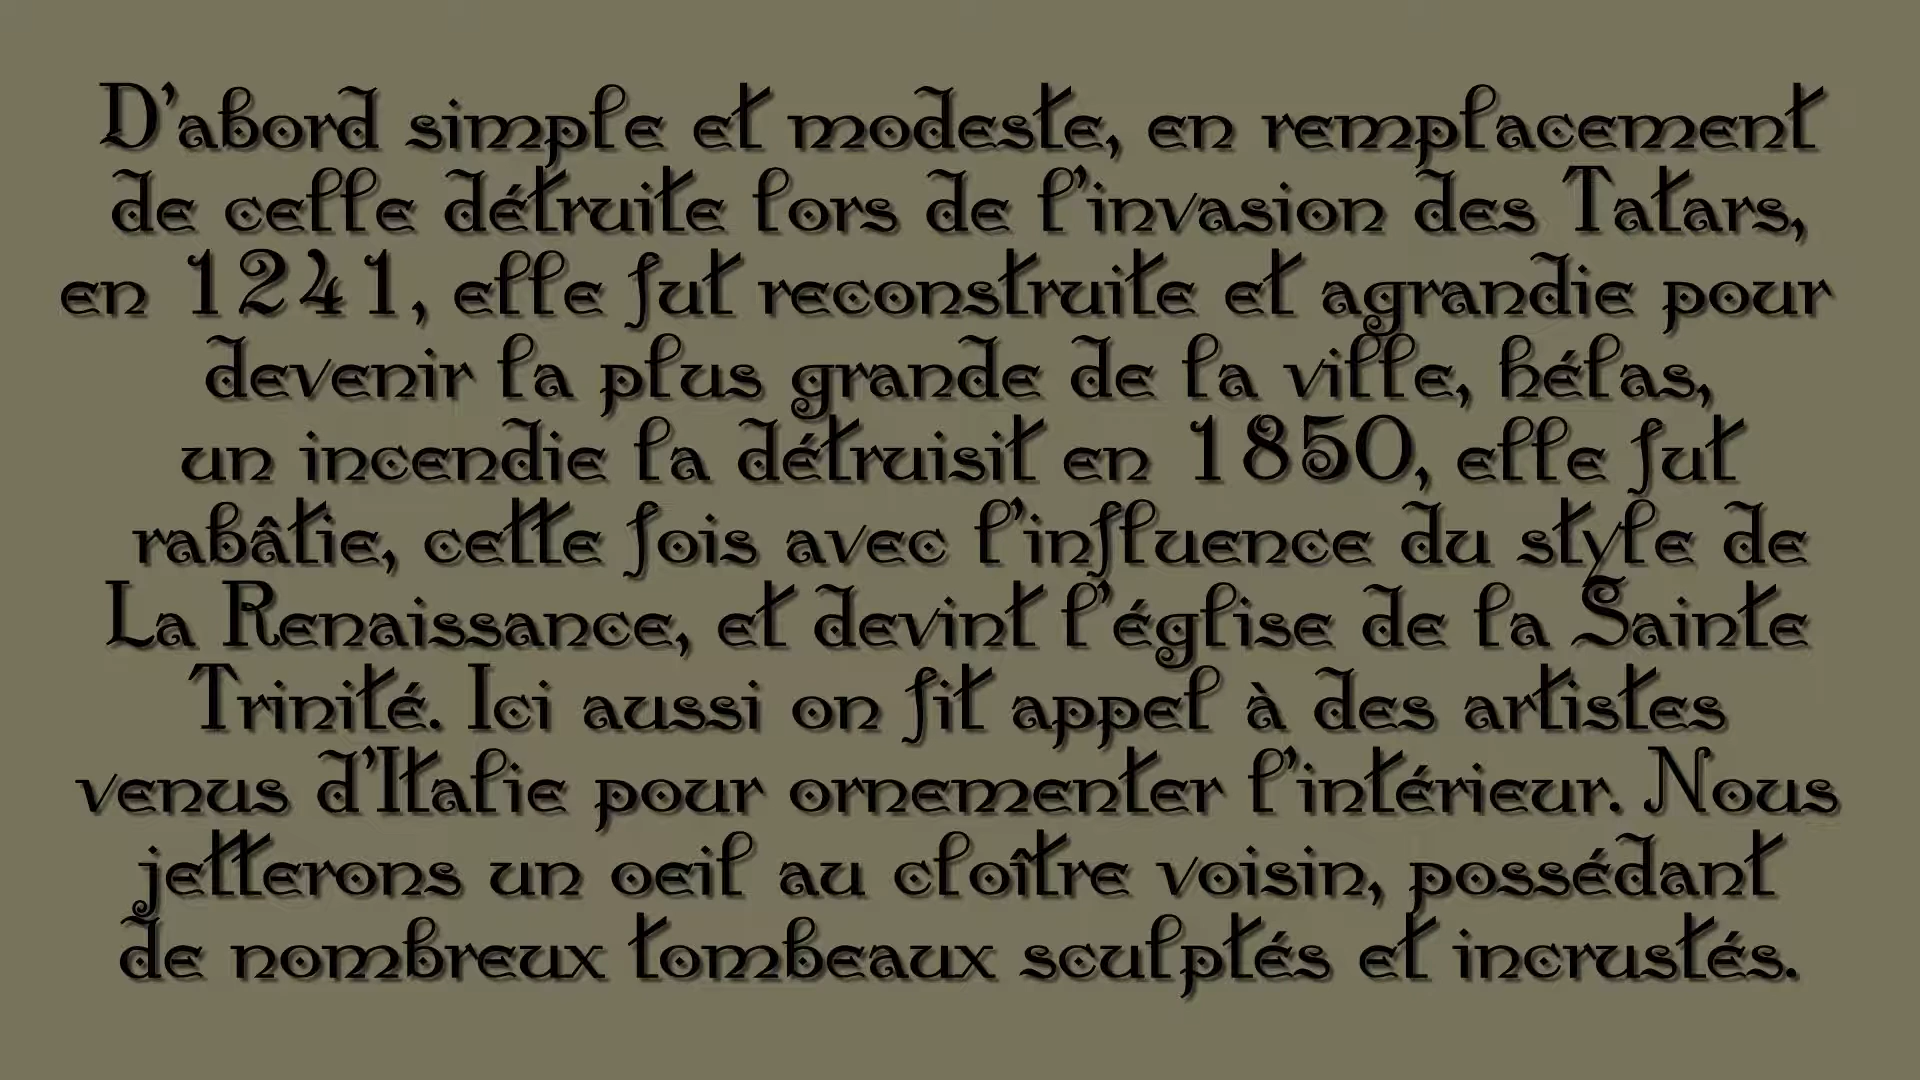 D'abord simple et modeste, en remplacement
de celle détruite lors de l'invasion des Tatars,
en 1241, elle fut reconstruite et agrandie pour
devenir la plus grande de la ville, hélas,
un incendie la détruisit en 1850, elle fut
rabâtie, cette fois avec l'influence du style de
La Renaissance, et devint l'église de la Sainte
Trinité. Ici aussi on fit appel à des artistes
venus d'Italie pour ornementer l'intérieur. Nous
jetterons un oeil au cloître voisin, possédant
de nombreux tombeaux sculptés et incrustés.